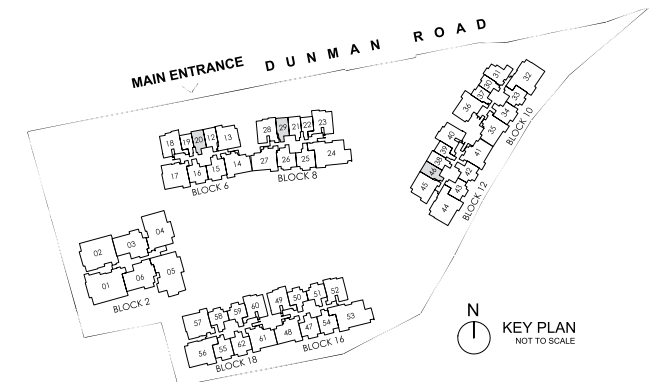 DUNMAN ROAD
MAIN ENTRANCE
18 19 20 12 13
17 16 15 14
BLOCK 6
28 29 21 22 23
27 26 25 24
BLOCK 8
31 30 37 36
32 33 34 35
BLOCK 10
40 39 38 46 45
41 42 43 44
BLOCK 12
02 03 04
01 06 05
BLOCK 2
57 58 59 60
56 55 62 61
BLOCK 18
49 50 51 52
48 47 54 53
BLOCK 16
N
KEY PLAN
NOT TO SCALE